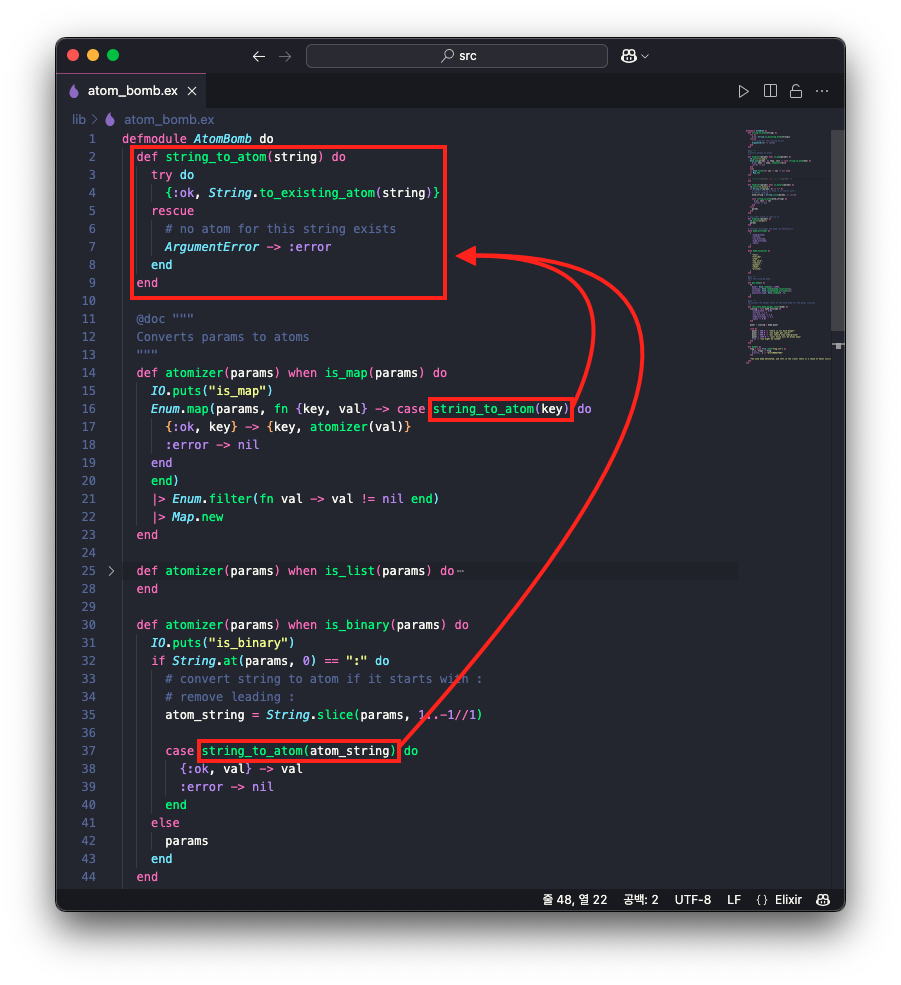 src
atom_bomb.ex
lib > atom_bomb.ex
1 defmodule AtomBomb do
2 def string_to_atom(string) do
3 try do
4 {:ok, String.to_existing_atom(string)}
5 rescue
6 # no atom for this string exists
7 ArgumentError -> :error
8 end
9 end
10
11 @doc """
12 Converts params to atoms
13 """
14 def atomizer(params) when is_map(params) do
15 IO.puts("is_map")
16 Enum.map(params, fn {key, val} -> case string_to_atom(key) do
17 {:ok, key} -> {key, atomizer(val)}
18 :error -> nil
19 end
20 end)
21 |> Enum.filter(fn val -> val != nil end)
22 |> Map.new
23 end
24
25 def atomizer(params) when is_list(params) do ⋯
28 end
29
30 def atomizer(params) when is_binary(params) do
31 IO.puts("is_binary")
32 if String.at(params, 0) == ":" do
33 # convert string to atom if it starts with :
34 # remove leading :
35 atom_string = String.slice(params, 1..-1//1)
36
37 case string_to_atom(atom_string) do
38 {:ok, val} -> val
39 :error -> nil
40 end
41 else
42 params
43 end
44 end
줄 48, 열 22 공백: 2 UTF-8 LF {} Elixir